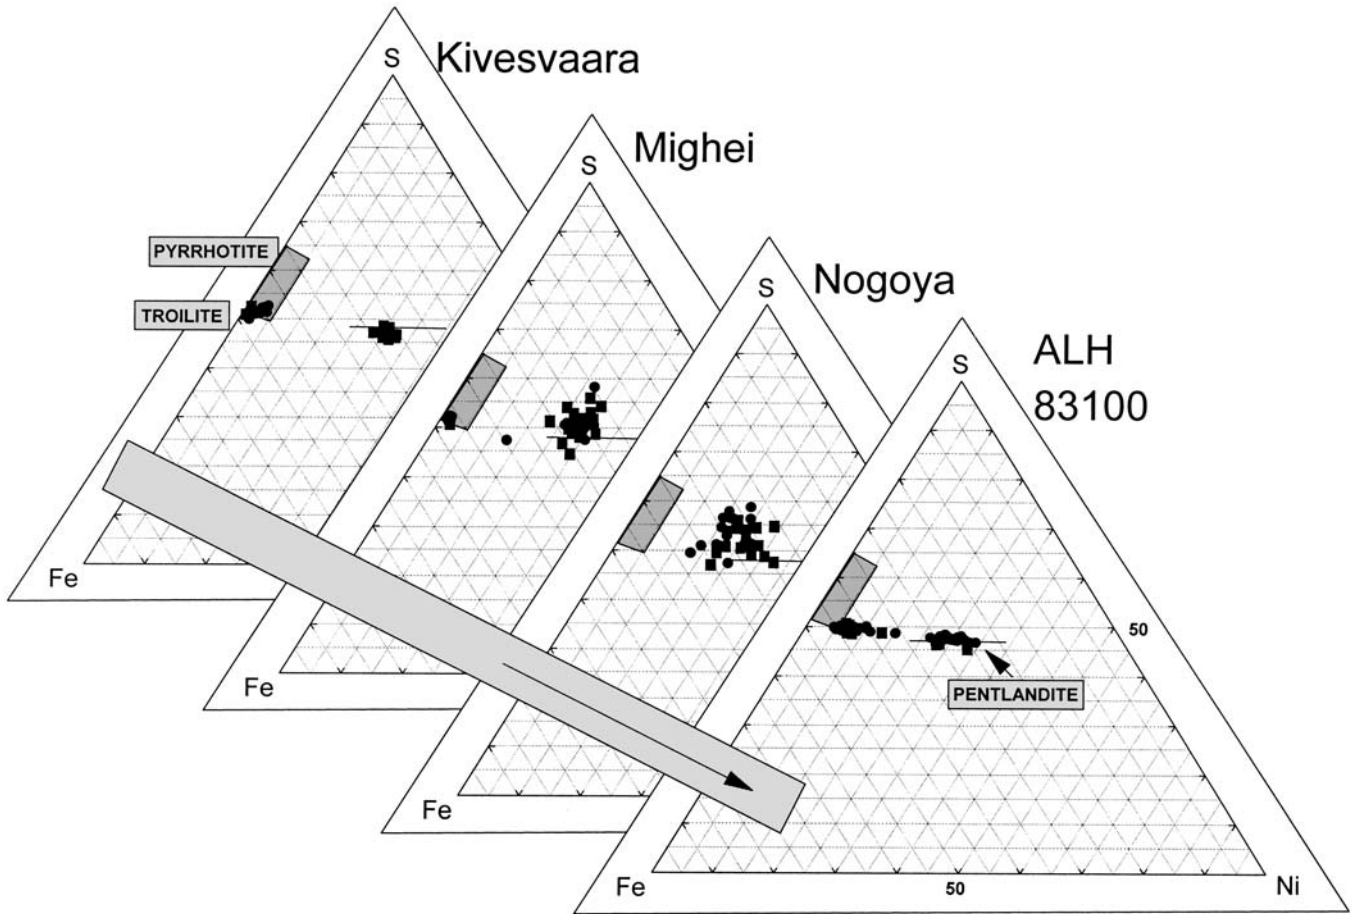 S
Kivesvaara
S
Mighei
PYRRHOTITE
S
Nogoya
TROILITE
S
ALH
83100
Fe
50
Fe
PENTLANDITE
Fe
Fe
50
Ni